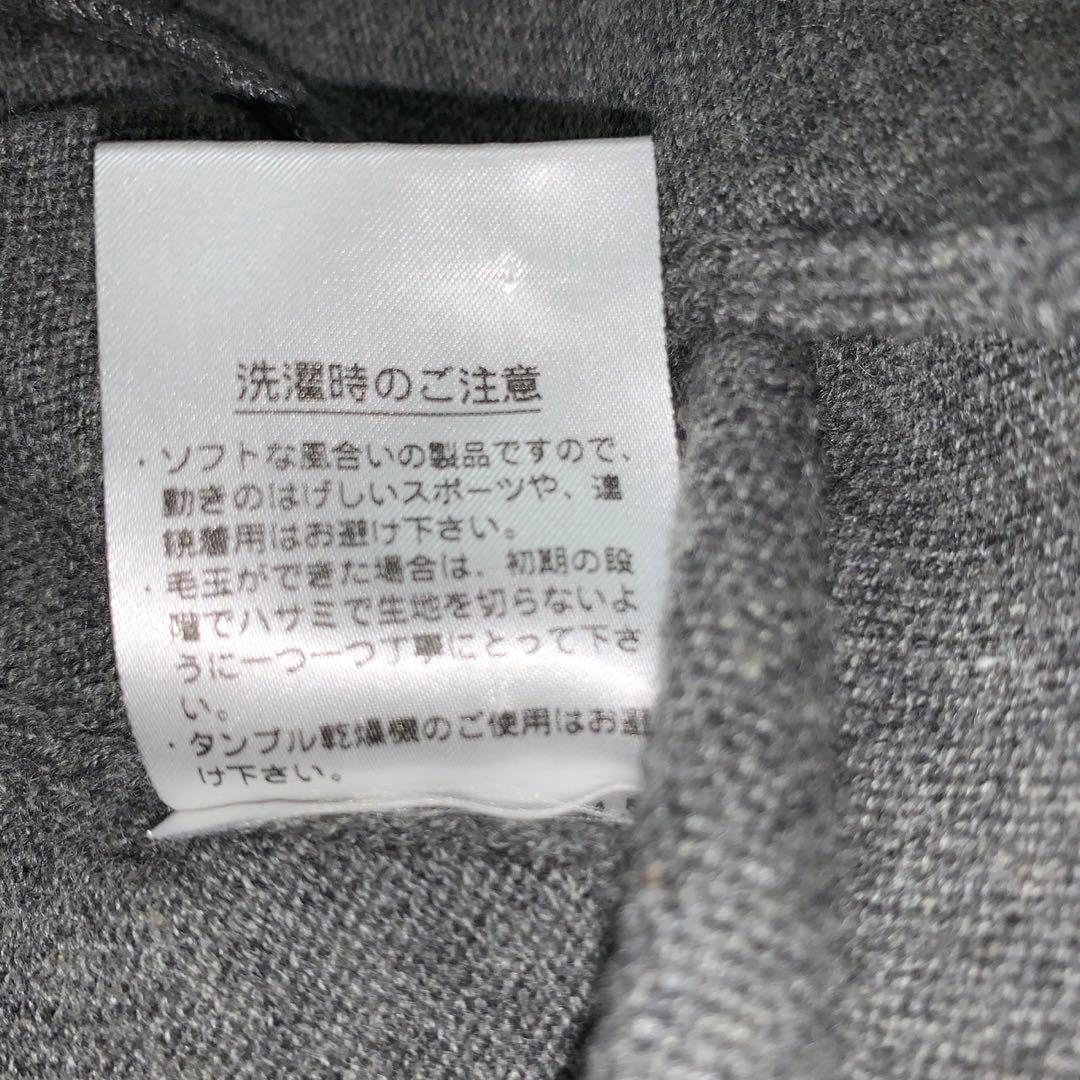 洗濯時のご注意
・ソフトな風合いの製品ですので、
動きのはげしいスポーツや、連
続着用はお避け下さい。
・毛玉ができた場合は、初期の段
階でハサミで生地を切らないよ
うに一つ一つ丁寧にとって下さ
い。
・タンブル乾燥機のご使用はお避
け下さい。